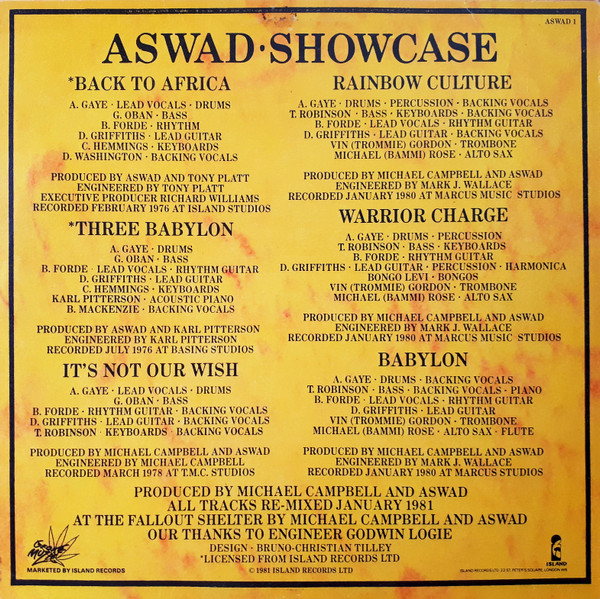 ASWAD 1
ASWAD·SHOWCASE
*BACK TO AFRICA
A. GAYE · LEAD VOCALS · DRUMS
G. OBAN · BASS
B. FORDE · RHYTHM
D. GRIFFITHS · LEAD GUITAR
C. HEMMINGS · KEYBOARDS
D. WASHINGTON · BACKING VOCALS
PRODUCED BY ASWAD AND TONY PLATT
ENGINEERED BY TONY PLATT
EXECUTIVE PRODUCER RICHARD WILLIAMS
RECORDED FEBRUARY 1976 AT ISLAND STUDIOS
*THREE BABYLON
A. GAYE · DRUMS
G. OBAN · BASS
B. FORDE · LEAD VOCALS · RHYTHM GUITAR
D. GRIFFITHS · LEAD GUITAR
C. HEMMINGS · KEYBOARDS
KARL PITTERSON · ACOUSTIC PIANO
B. MACKENZIE · BACKING VOCALS
PRODUCED BY ASWAD AND KARL PITTERSON
ENGINEERED BY KARL PITTERSON
RECORDED JULY 1976 AT BASING STUDIOS
IT'S NOT OUR WISH
A. GAYE · LEAD VOCALS · DRUMS
G. OBAN · BASS
B. FORDE · RHYTHM GUITAR · BACKING VOCALS
D. GRIFFITHS · LEAD GUITAR · BACKING VOCALS
T. ROBINSON · KEYBOARDS · BACKING VOCALS
PRODUCED BY MICHAEL CAMPBELL AND ASWAD
ENGINEERED BY MICHAEL CAMPBELL
RECORDED MARCH 1978 AT T.M.C. STUDIOS
RAINBOW CULTURE
A. GAYE · DRUMS · PERCUSSION · BACKING VOCALS
T. ROBINSON · BASS · KEYBOARDS · BACKING VOCALS
B. FORDE · LEAD VOCALS · RHYTHM GUITAR
D. GRIFFITHS · LEAD GUITAR · BACKING VOCALS
VIN (TROMMIE) GORDON · TROMBONE
MICHAEL (BAMMI) ROSE · ALTO SAX
PRODUCED BY MICHAEL CAMPBELL AND ASWAD
ENGINEERED BY MARK J. WALLACE
RECORDED JANUARY 1980 AT MARCUS MUSIC STUDIOS
WARRIOR CHARGE
A. GAYE · DRUMS · PERCUSSION
T. ROBINSON · BASS · KEYBOARDS
B. FORDE · RHYTHM GUITAR
D. GRIFFITHS · LEAD GUITAR · PERCUSSION · HARMONICA
BONGO LEVI · BONGOS
VIN (TROMMIE) GORDON · TROMBONE
MICHAEL (BAMMI) ROSE · ALTO SAX
PRODUCED BY MICHAEL CAMPBELL AND ASWAD
ENGINEERED BY MARK J. WALLACE
RECORDED JANUARY 1980 AT MARCUS MUSIC STUDIOS
BABYLON
A. GAYE · DRUMS · BACKING VOCALS
T. ROBINSON · BASS · BACKING VOCALS · PIANO
B. FORDE · LEAD VOCALS · RHYTHM GUITAR
D. GRIFFITHS · LEAD GUITAR
VIN (TROMMIE) GORDON · TROMBONE
MICHAEL (BAMMI) ROSE · ALTO SAX · FLUTE
PRODUCED BY MICHAEL CAMPBELL AND ASWAD
ENGINEERED BY MARK J. WALLACE
RECORDED JANUARY 1980 AT MARCUS STUDIOS
PRODUCED BY MICHAEL CAMPBELL AND ASWAD
ALL TRACKS RE-MIXED JANUARY 1981
AT THE FALLOUT SHELTER BY MICHAEL CAMPBELL AND ASWAD
OUR THANKS TO ENGINEER GODWIN LOGIE
DESIGN · BRUNO-CHRISTIAN TILLEY
*LICENSED FROM ISLAND RECORDS LTD
© 1981 ISLAND RECORDS LTD
MARKETED BY ISLAND RECORDS
ISLAND
ISLAND RECORDS LTD, 22 ST. PETER'S SQUARE, LONDON